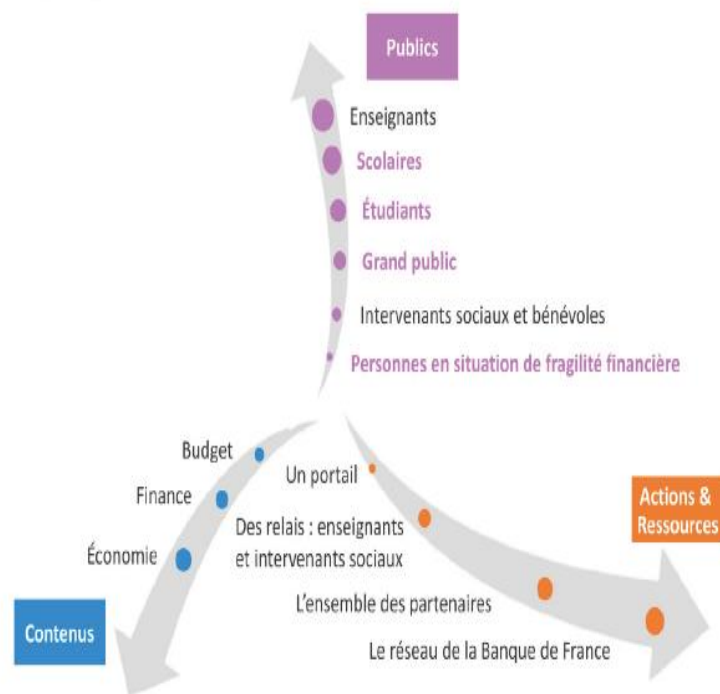 Publics
Enseignants
Scolaires
Étudiants
Grand public
Intervenants sociaux et bénévoles
Personnes en situation de fragilité financière
Budget
Finance
Économie
Contenus
Un portail
Des relais : enseignants
et intervenants sociaux
L'ensemble des partenaires
Le réseau de la Banque de France
Actions &
Ressources